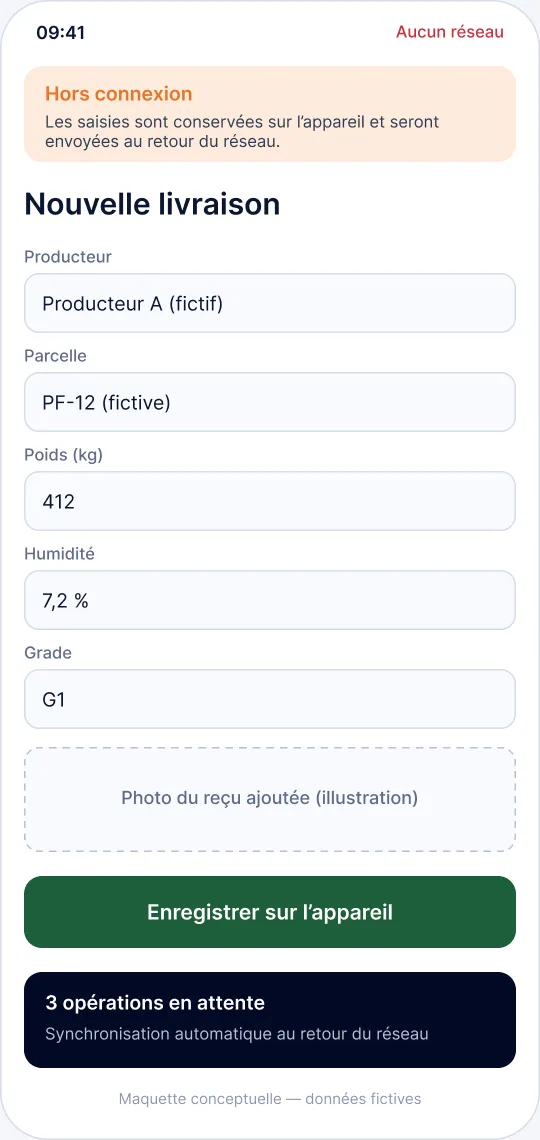 09:41
Aucun réseau
Hors connexion
Les saisies sont conservées sur l’appareil et seront
envoyées au retour du réseau.
Nouvelle livraison
Producteur
Producteur A (fictif)
Parcelle
PF-12 (fictive)
Poids (kg)
412
Humidité
7,2 %
Grade
G1
Photo du reçu ajoutée (illustration)
Enregistrer sur l’appareil
3 opérations en attente
Synchronisation automatique au retour du réseau
Maquette conceptuelle — données fictives